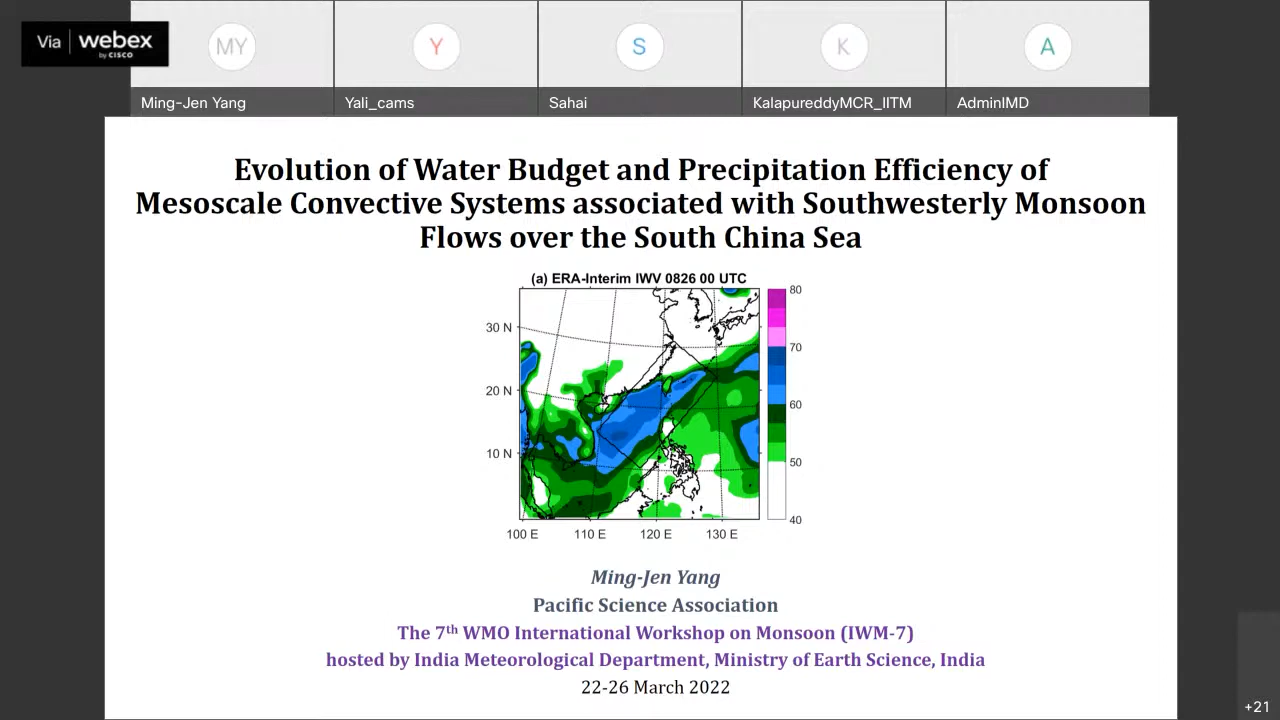 Via webex
by CISCO
MY
Y
S
K
A
Ming-Jen Yang
Yali_cams
Sahai
KalapureddyMCR_IITM
AdminIMD
Evolution of Water Budget and Precipitation Efficiency of
Mesoscale Convective Systems associated with Southwesterly Monsoon
Flows over the South China Sea
(a) ERA-Interim IWV 0826 00 UTC
80
70
60
50
40
30 N
20 N
10 N
100 E
110 E
120 E
130 E
Ming-Jen Yang
Pacific Science Association
The 7th WMO International Workshop on Monsoon (IWM-7)
hosted by India Meteorological Department, Ministry of Earth Science, India
22-26 March 2022
+21